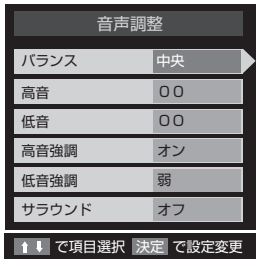 音声調整
バランス 中央
高音 00
低音 00
高音強調 オン
低音強調 弱
サラウンド オフ
⬆⬇ で項目選択 決定 で設定変更